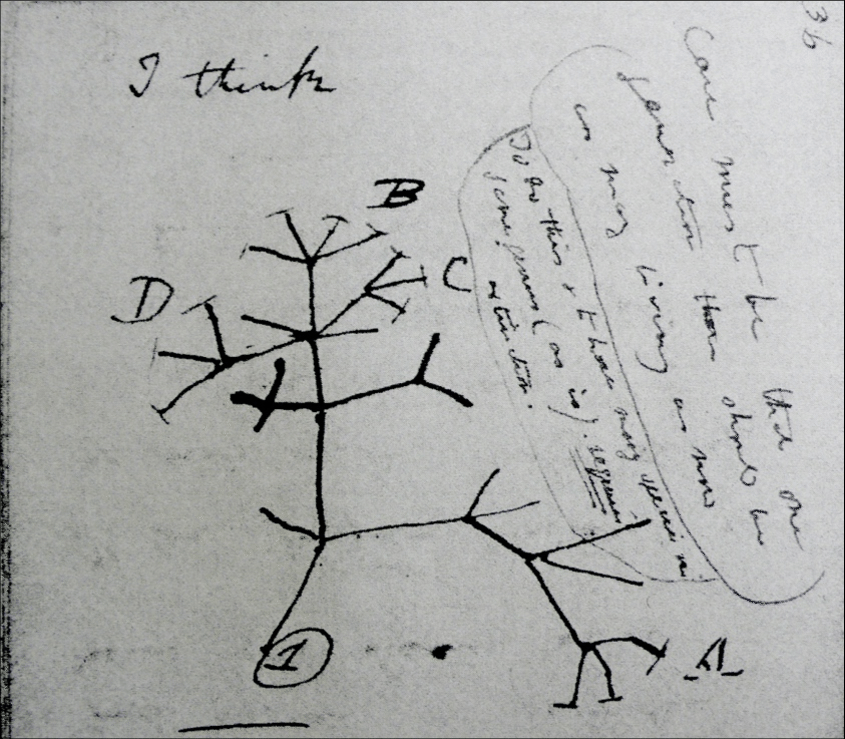 36
I think
Case must be that one
generation then should be
as many living as now
To do this & to have many species in
same genus (as is). requires
extinction.
B
C
D
A
1